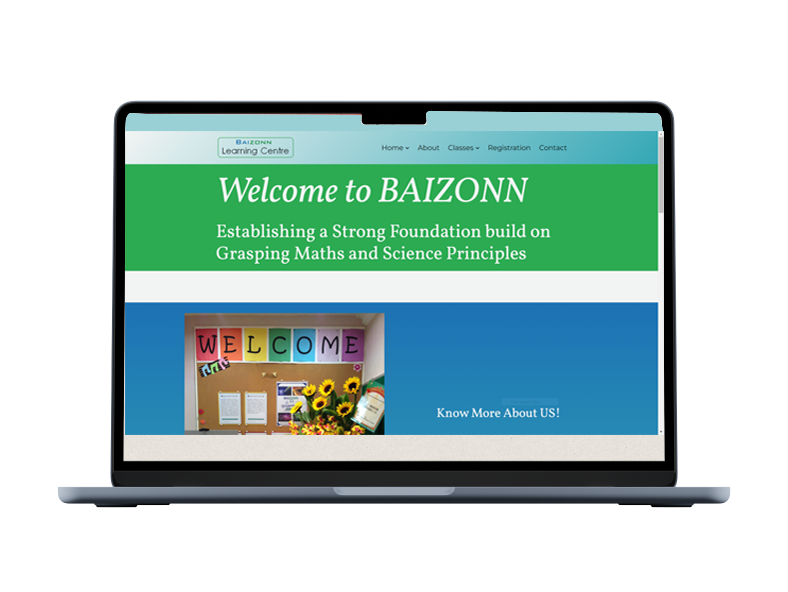 BAIZONN
Learning Centre
Home About Classes Registration Contact
Welcome to BAIZONN
Establishing a Strong Foundation build on
Grasping Maths and Science Principles
WELCOME
Know More About US!